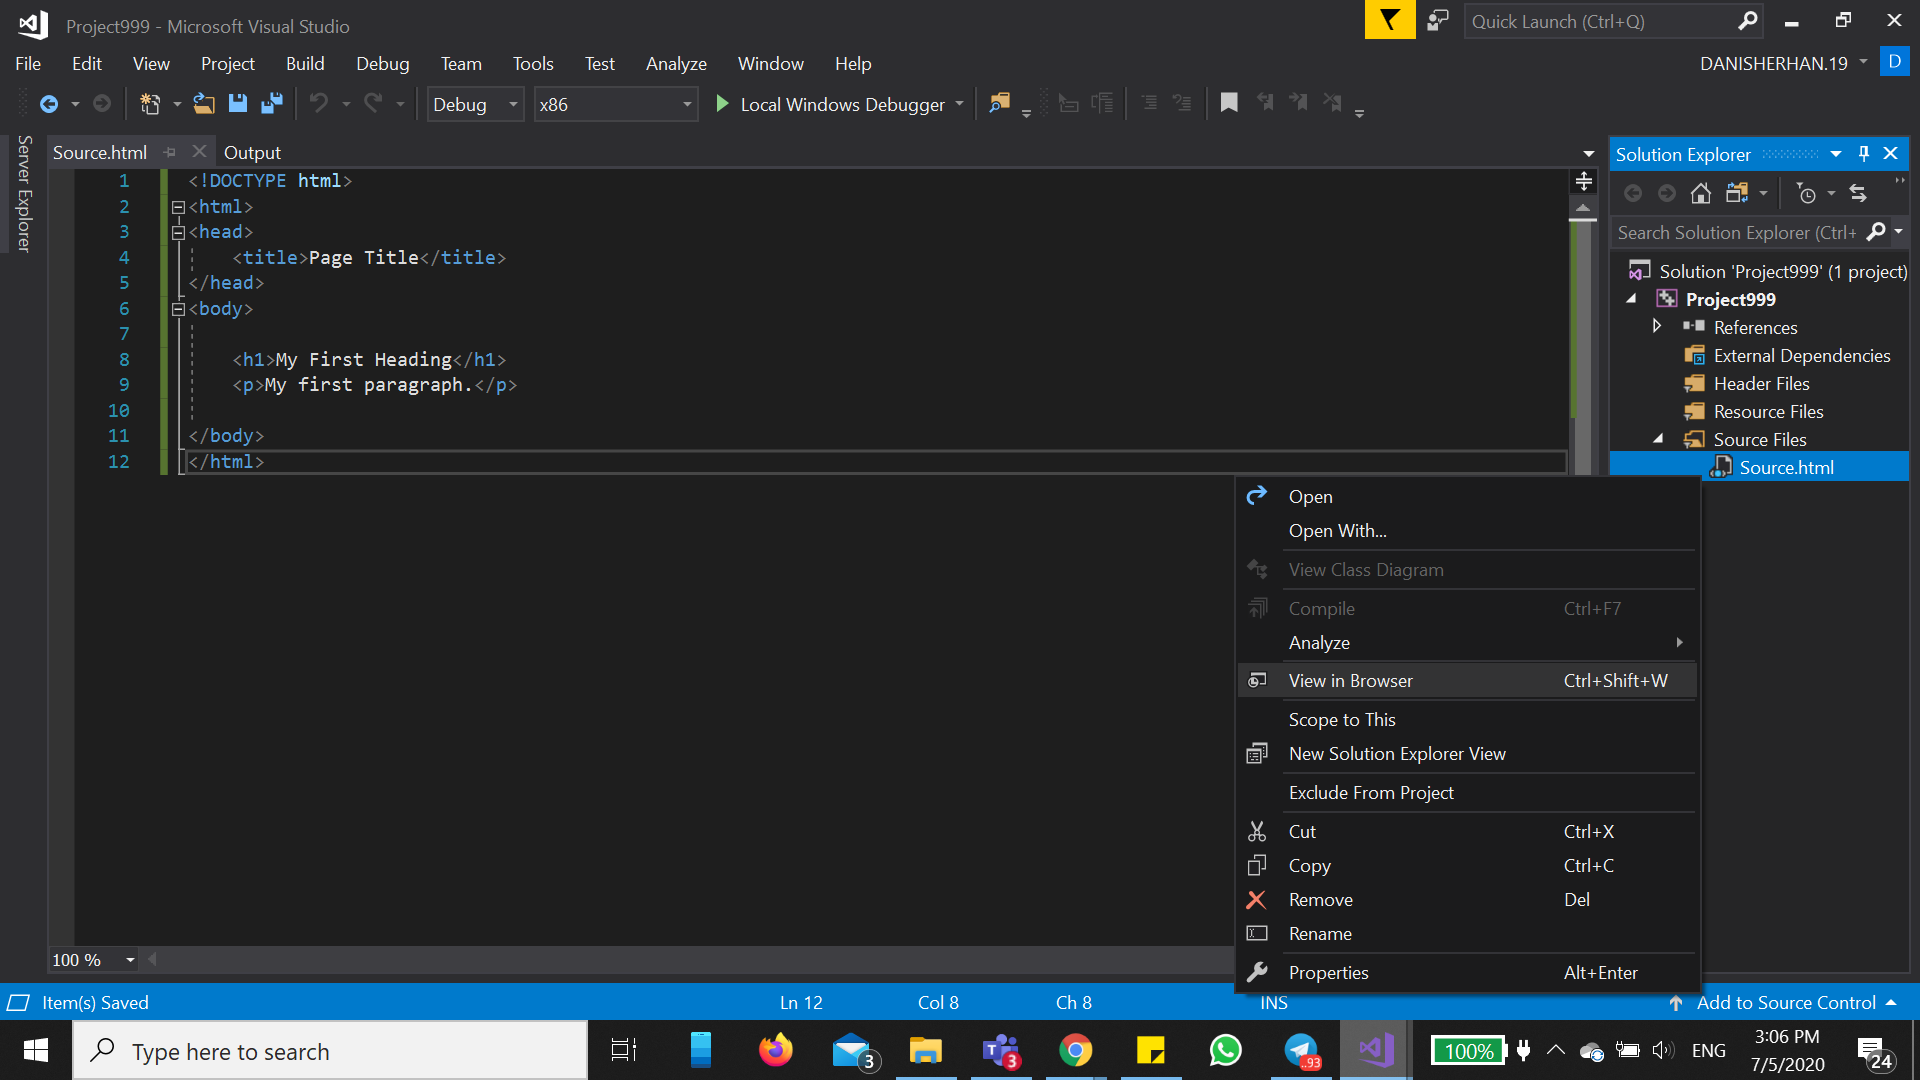 Project999 - Microsoft Visual Studio
Quick Launch (Ctrl+Q)
File Edit View Project Build Debug Team Tools Test Analyze Window Help
DANISHERHAN.19
D
Debug x86 Local Windows Debugger
Server Explorer
Source.html Output
1 <!DOCTYPE html>
2 <html>
3 <head>
4 <title>Page Title</title>
5 </head>
6 <body>
7
8 <h1>My First Heading</h1>
9 <p>My first paragraph.</p>
10
11 </body>
12 </html>
Solution Explorer
Search Solution Explorer (Ctrl+
Solution 'Project999' (1 project)
Project999
References
External Dependencies
Header Files
Resource Files
Source Files
Source.html
Open
Open With...
View Class Diagram
Compile Ctrl+F7
Analyze
View in Browser Ctrl+Shift+W
Scope to This
New Solution Explorer View
Exclude From Project
Cut Ctrl+X
Copy Ctrl+C
Remove Del
Rename
Properties Alt+Enter
100 %
Item(s) Saved Ln 12 Col 8 Ch 8 INS Add to Source Control
Type here to search
3
3
..93
100%
ENG
3:06 PM
7/5/2020
24